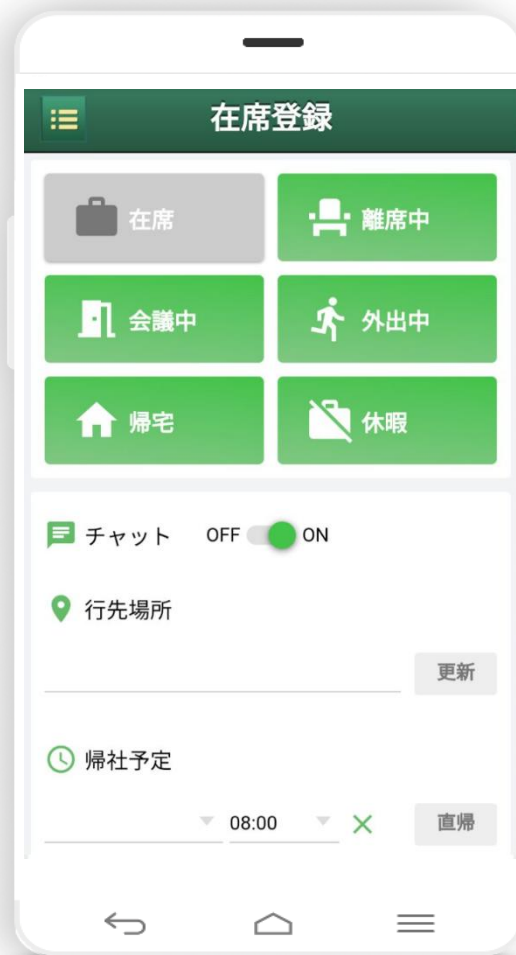 在席登録
在席
離席中
会議中
外出中
帰宅
休暇
チャット OFF ON
行先場所
更新
帰社予定
08:00 直帰